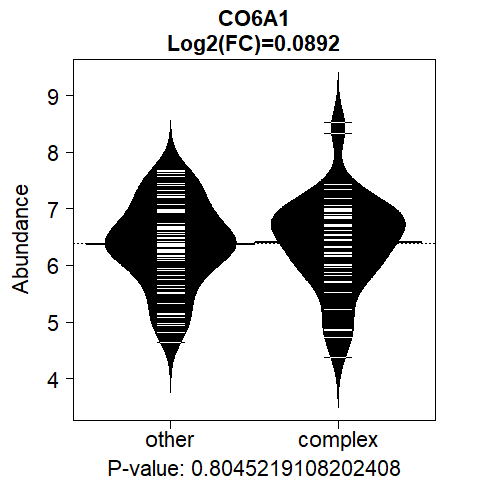 CO6A1
Log2(FC)=0.0892
Abundance
9
8
7
6
5
4
other complex
P-value: 0.8045219108202408